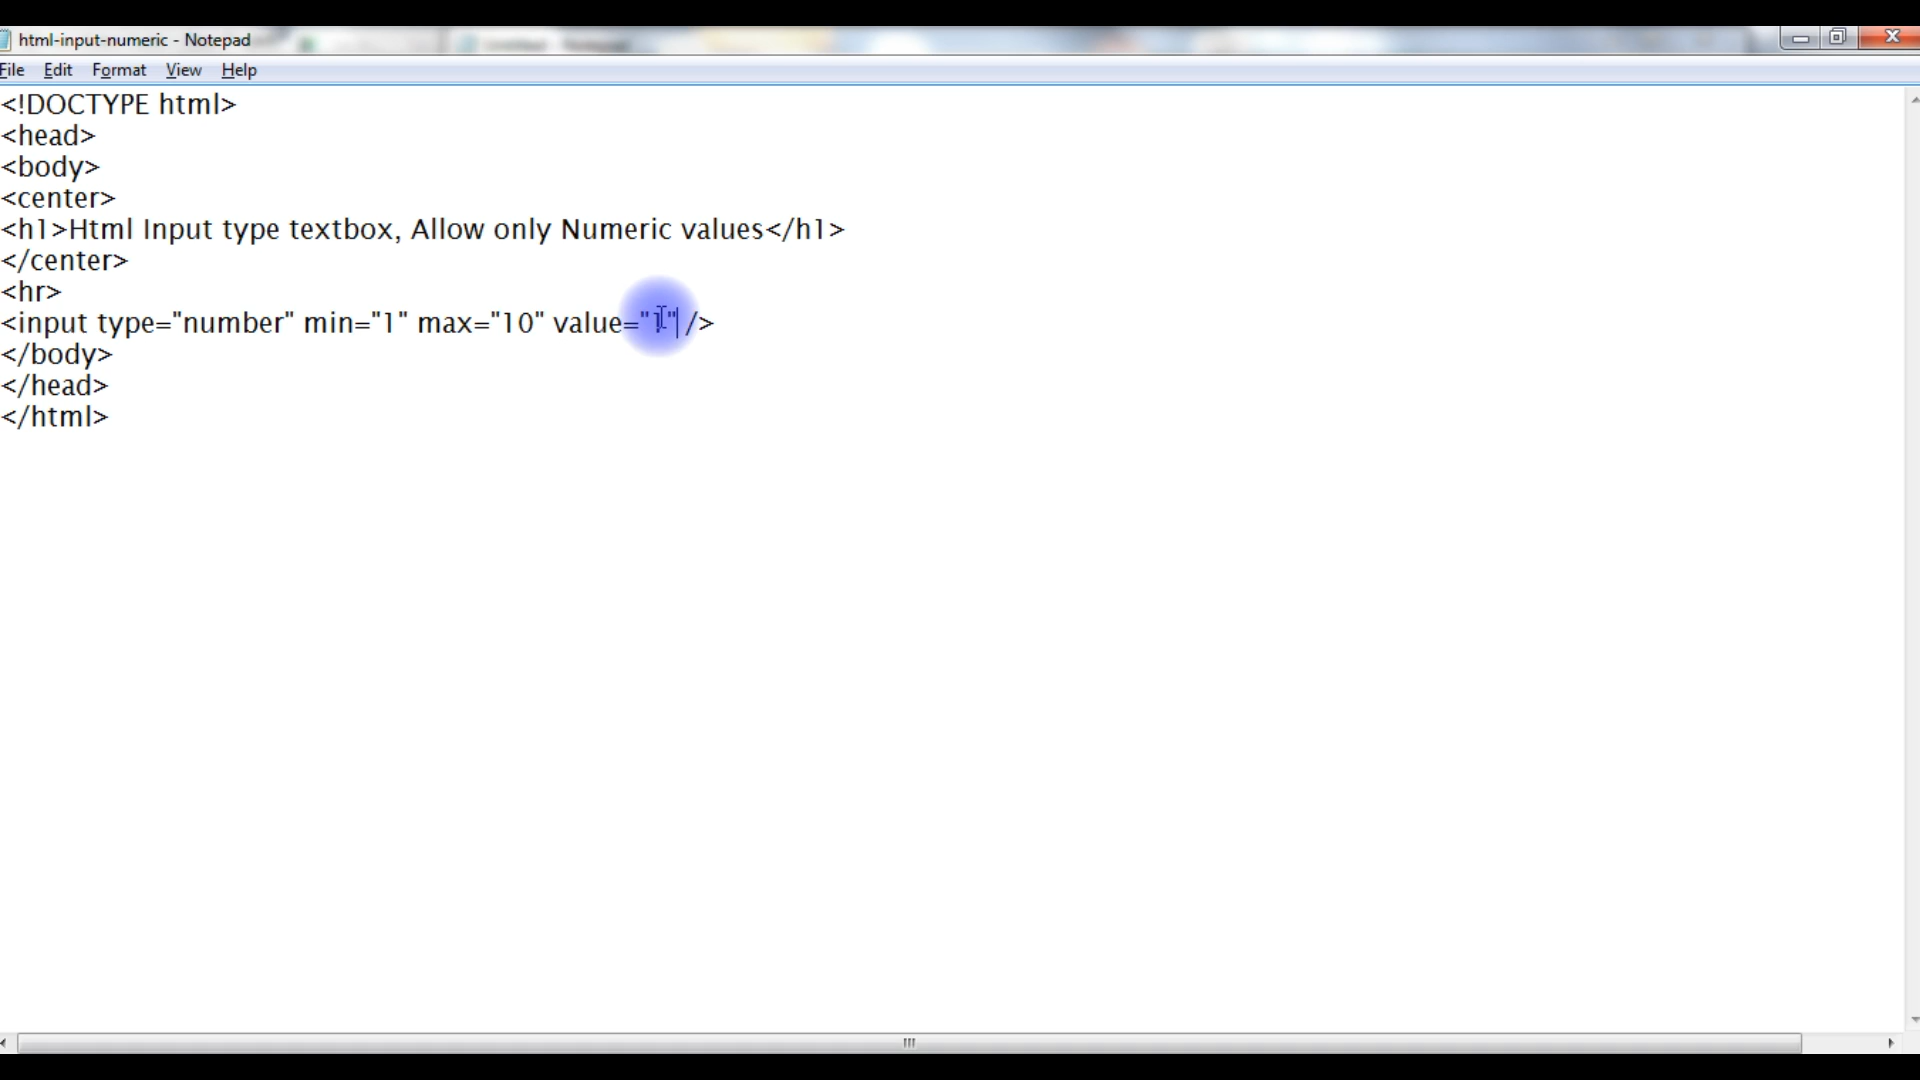 html-input-numeric - Notepad
File Edit Format View Help
<!DOCTYPE html>
<head>
<body>
<center>
<h1>Html Input type textbox, Allow only Numeric values</h1>
</center>
<hr>
<input type="number" min="1" max="10" value="1" />
</body>
</head>
</html>